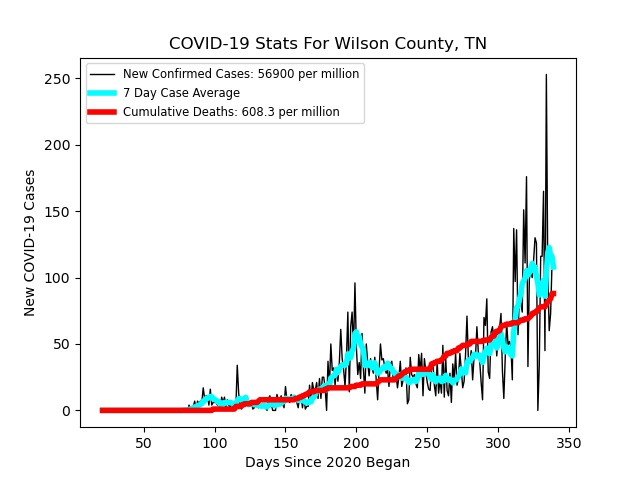 COVID-19 Stats For Wilson County, TN
New Confirmed Cases: 56900 per million
7 Day Case Average
Cumulative Deaths: 608.3 per million
New COVID-19 Cases
250
200
150
100
50
0
50 100 150 200 250 300 350
Days Since 2020 Began